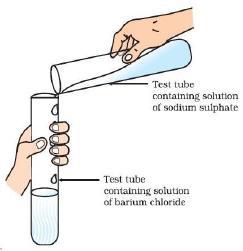 Test tube
containing solution
of sodium sulphate
Test tube
containing solution
of barium chloride